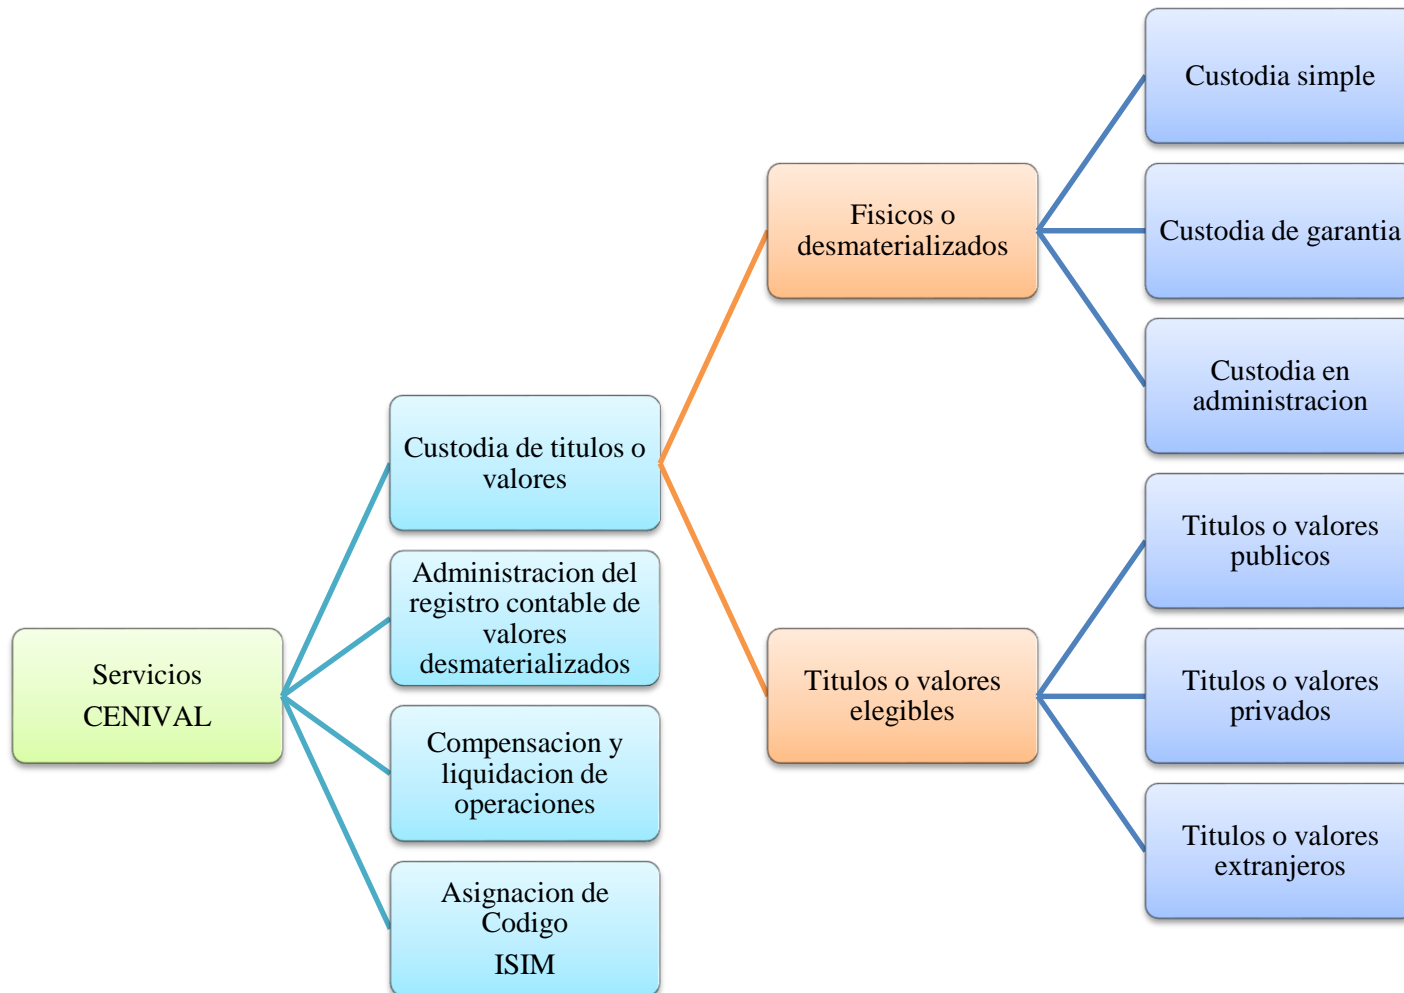 Servicios
CENIVAL
Custodia de titulos o
valores
Administracion del
registro contable de
valores
desmaterializados
Compensacion y
liquidacion de
operaciones
Asignacion de
Codigo
ISIM
Fisicos o
desmaterializados
Titulos o valores
elegibles
Custodia simple
Custodia de garantia
Custodia en
administracion
Titulos o valores
publicos
Titulos o valores
privados
Titulos o valores
extranjeros